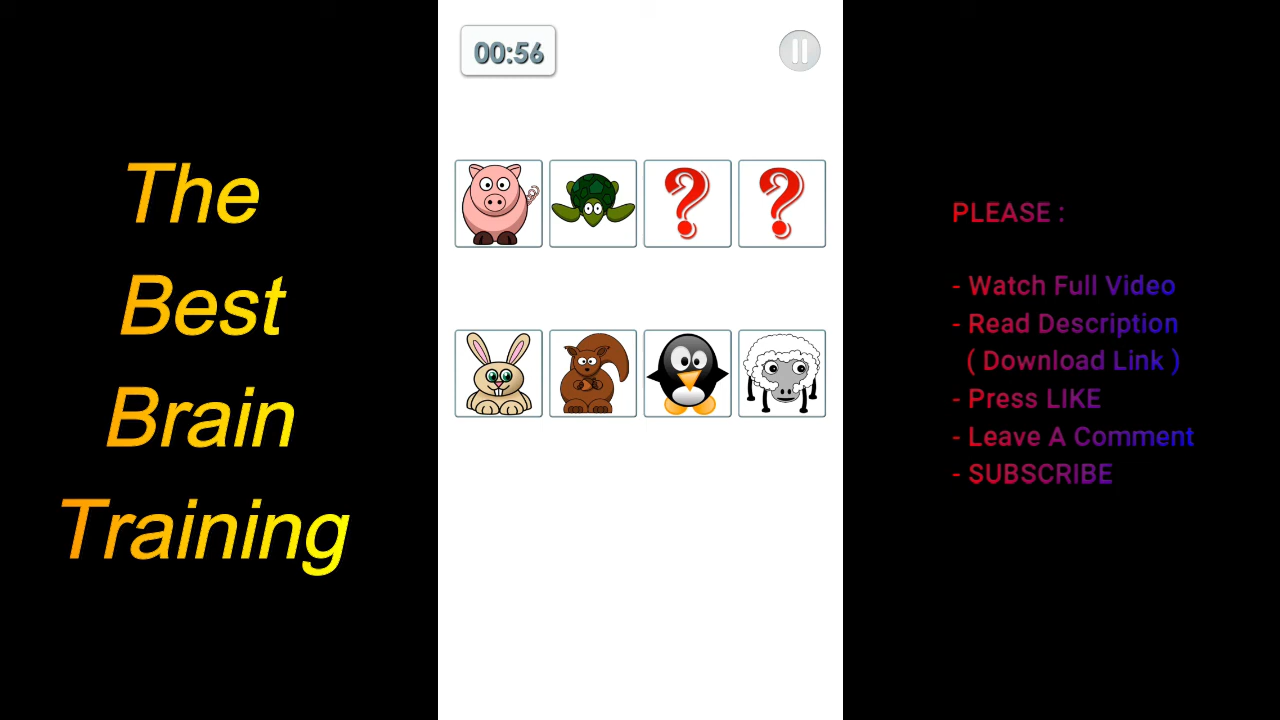 The
Best
Brain
Training
00:56
? ?
PLEASE :
- Watch Full Video
- Read Description
( Download Link )
- Press LIKE
- Leave A Comment
- SUBSCRIBE